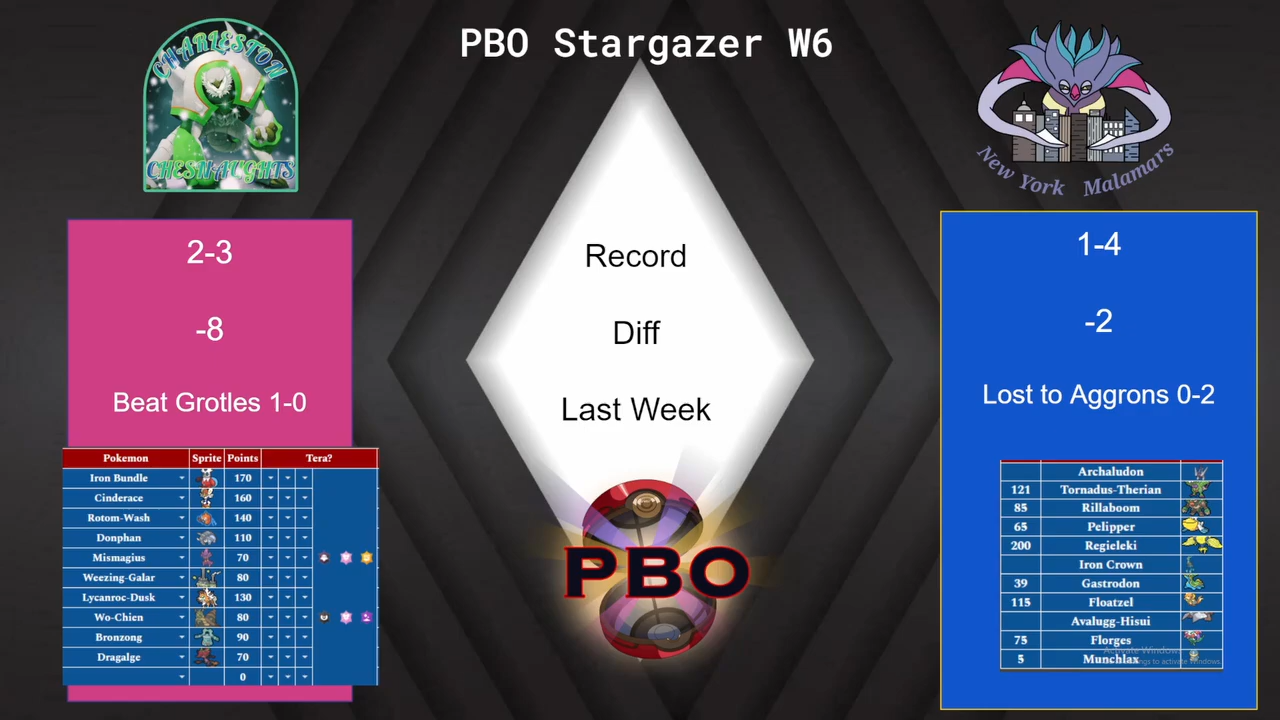 PBO Stargazer W6
CHARLESTON
CHESNAUGHTS
New York Malamars
2-3
-8
Beat Grotles 1-0
Record
Diff
Last Week
1-4
-2
Lost to Aggrons 0-2
Pokemon Sprite Points Tera?
Iron Bundle 170
Cinderace 160
Rotom-Wash 140
Donphan 110
Mismagius 70
Weezing-Galar 80
Lycanroc-Dusk 130
Wo-Chien 80
Bronzong 90
Dragalge 70
0
PBO
Archaludon
121 Tornadus-Therian
85 Rillaboom
65 Pelipper
200 Regieleki
Iron Crown
39 Gastrodon
115 Floatzel
Avalugg-Hisui
75 Florges
Activate Windows
5 Munchlax